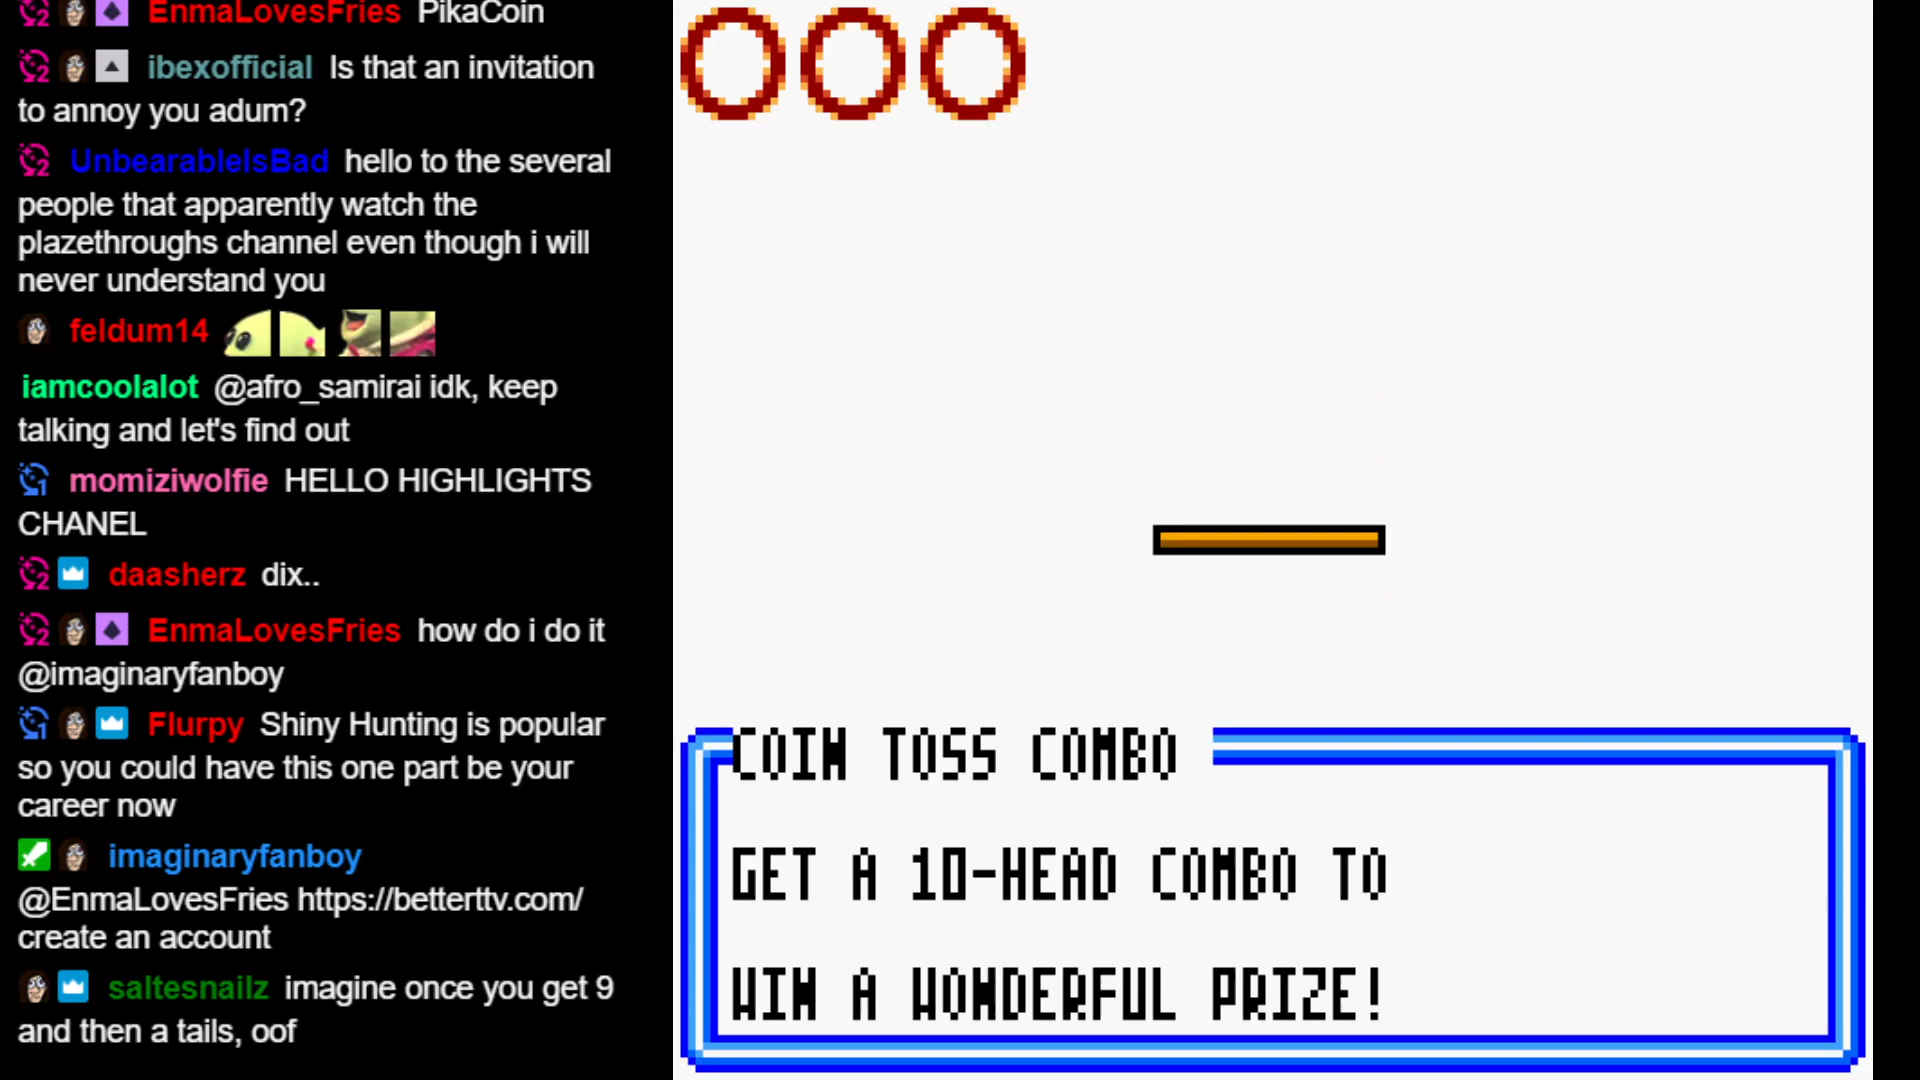 EnmaLovesFries PikaCoin
ibexofficial Is that an invitation
to annoy you adum?
UnbearableIsBad hello to the several
people that apparently watch the
plazethroughs channel even though i will
never understand you
feldum14
iamcoolalot @afro_samirai idk, keep
talking and let's find out
momiziwolfie HELLO HIGHLIGHTS
CHANEL
daasherz dix..
EnmaLovesFries how do i do it
@imaginaryfanboy
Flurpy Shiny Hunting is popular
so you could have this one part be your
career now
imaginaryfanboy
@EnmaLovesFries https://betterttv.com/
create an account
saltesnailz imagine once you get 9
and then a tails, oof
COIN TOSS COMBO
GET A 10-HEAD COMBO TO
WIN A WONDERFUL PRIZE!